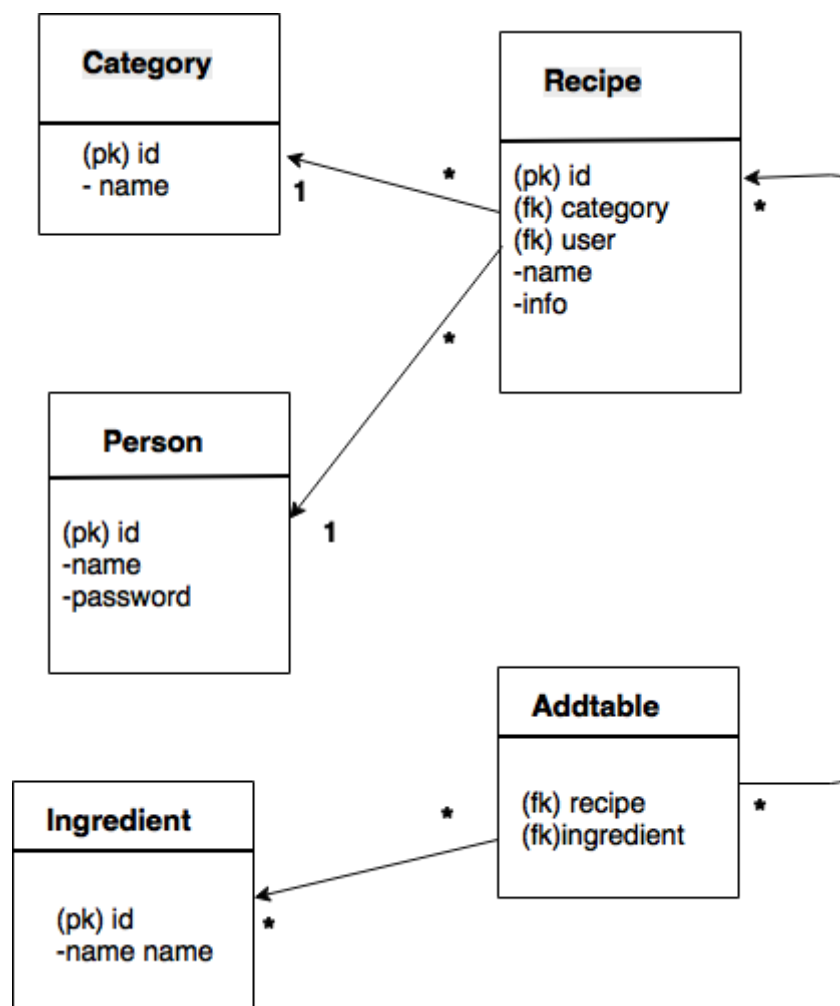 Category
(pk) id
- name
1
*
Recipe
(pk) id
(fk) category
(fk) user
-name
-info
*
*
1
Person
(pk) id
-name
-password
Addtable
(fk) recipe
(fk)ingredient
*
*
Ingredient
(pk) id
-name name
*